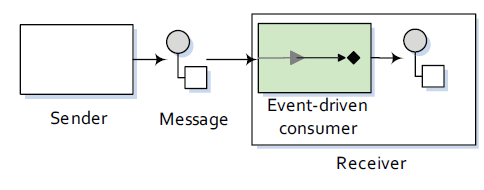 Sender
Message
Event-driven
consumer
Receiver